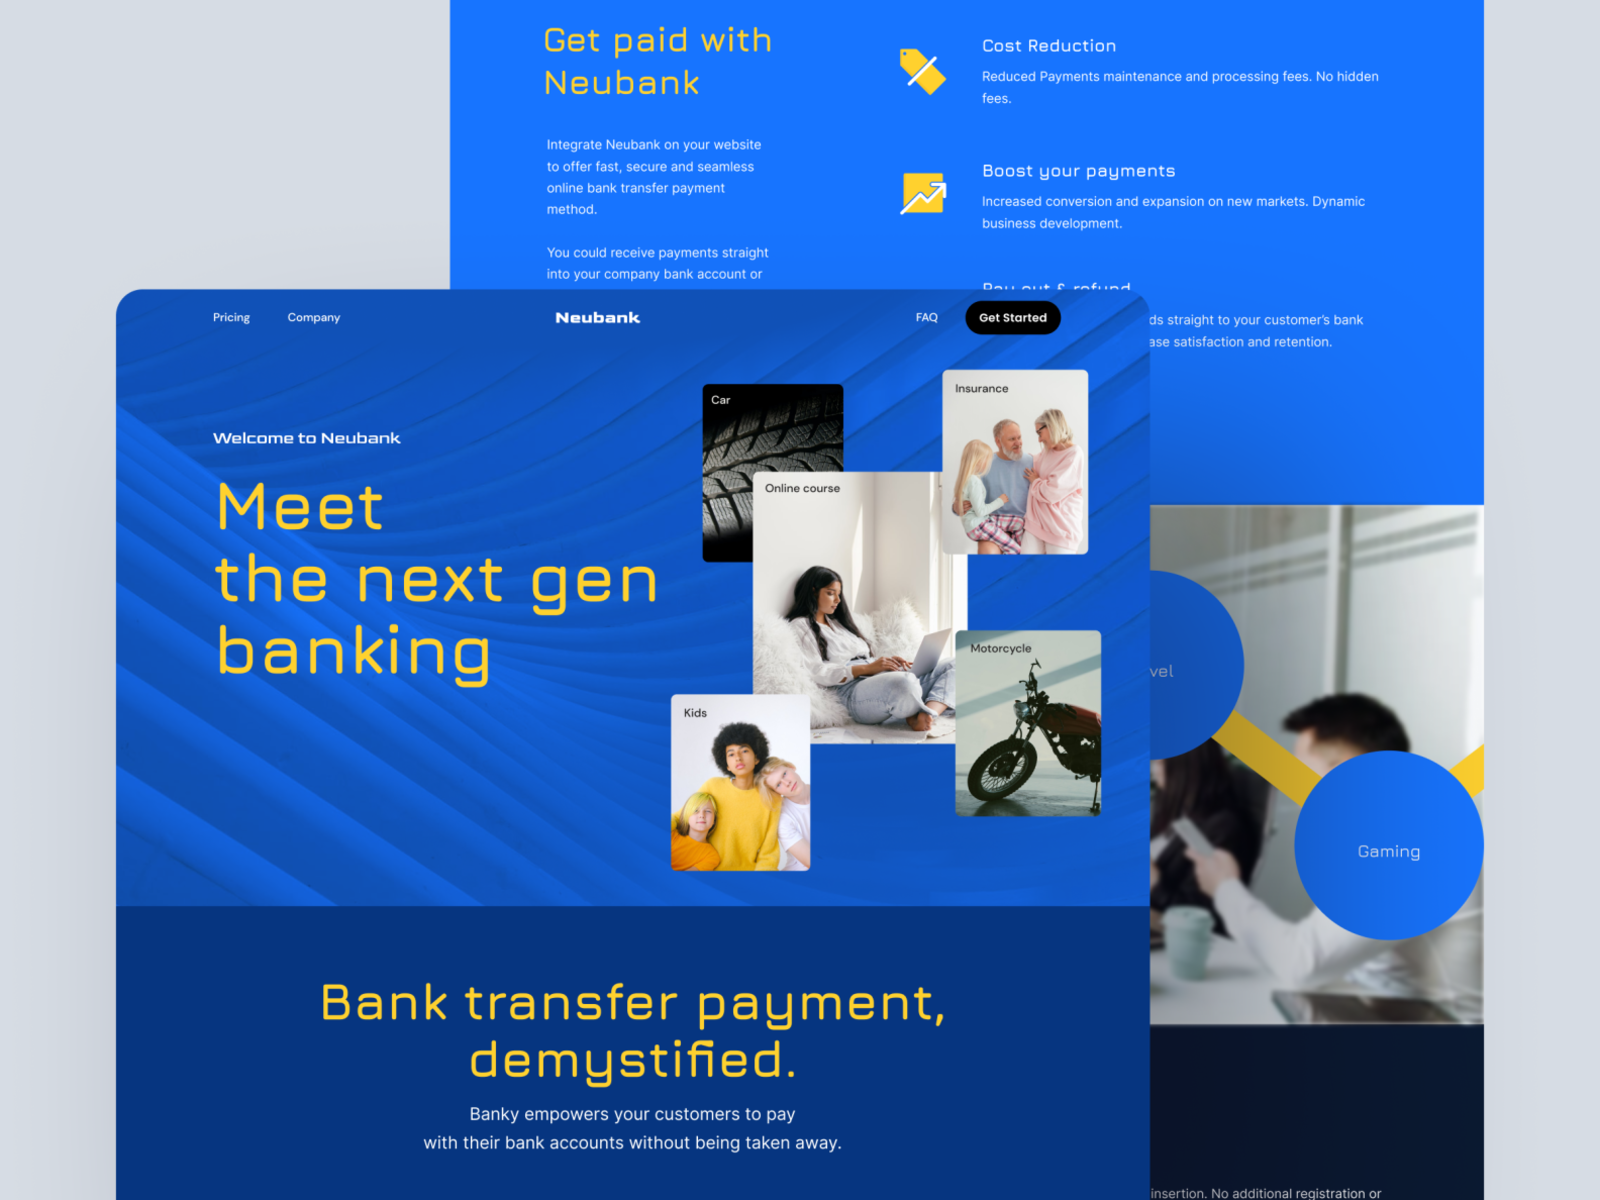 Get paid with
Neubank
Integrate Neubank on your website
to offer fast, secure and seamless
online bank transfer payment
method.
You could receive payments straight
into your company bank account or
Cost Reduction
Reduced Payments maintenance and processing fees. No hidden
fees.
Boost your payments
Increased conversion and expansion on new markets. Dynamic
business development.
Pay out & refund
straight to your customer's bank
satisfaction and retention.
Pricing
Company
Neubank
FAQ
Get Started
Welcome to Neubank
Meet
the next gen
banking
Car
Insurance
Online course
Motorcycle
Kids
Gaming
Bank transfer payment,
demystified.
Banky empowers your customers to pay
with their bank accounts without being taken away.
insertion. No additional registration or